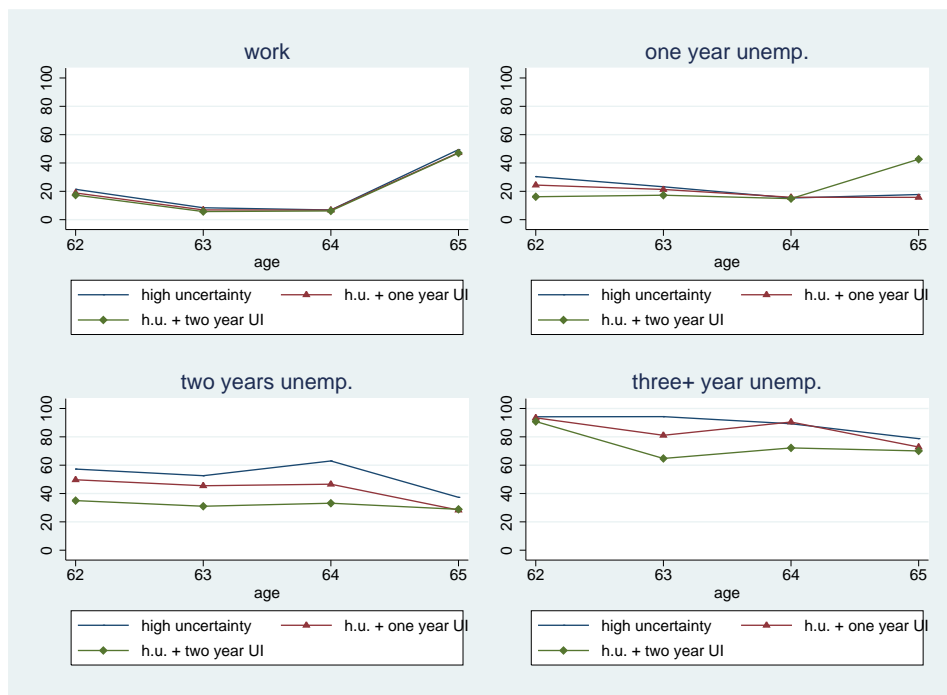 work
100
80
60
40
20
0
62 63 64 65
age
high uncertainty h.u. + one year UI
h.u. + two year UI
one year unemp.
100
80
60
40
20
0
62 63 64 65
age
high uncertainty h.u. + one year UI
h.u. + two year UI
two years unemp.
100
80
60
40
20
0
62 63 64 65
age
high uncertainty h.u. + one year UI
h.u. + two year UI
three+ year unemp.
100
80
60
40
20
0
62 63 64 65
age
high uncertainty h.u. + one year UI
h.u. + two year UI